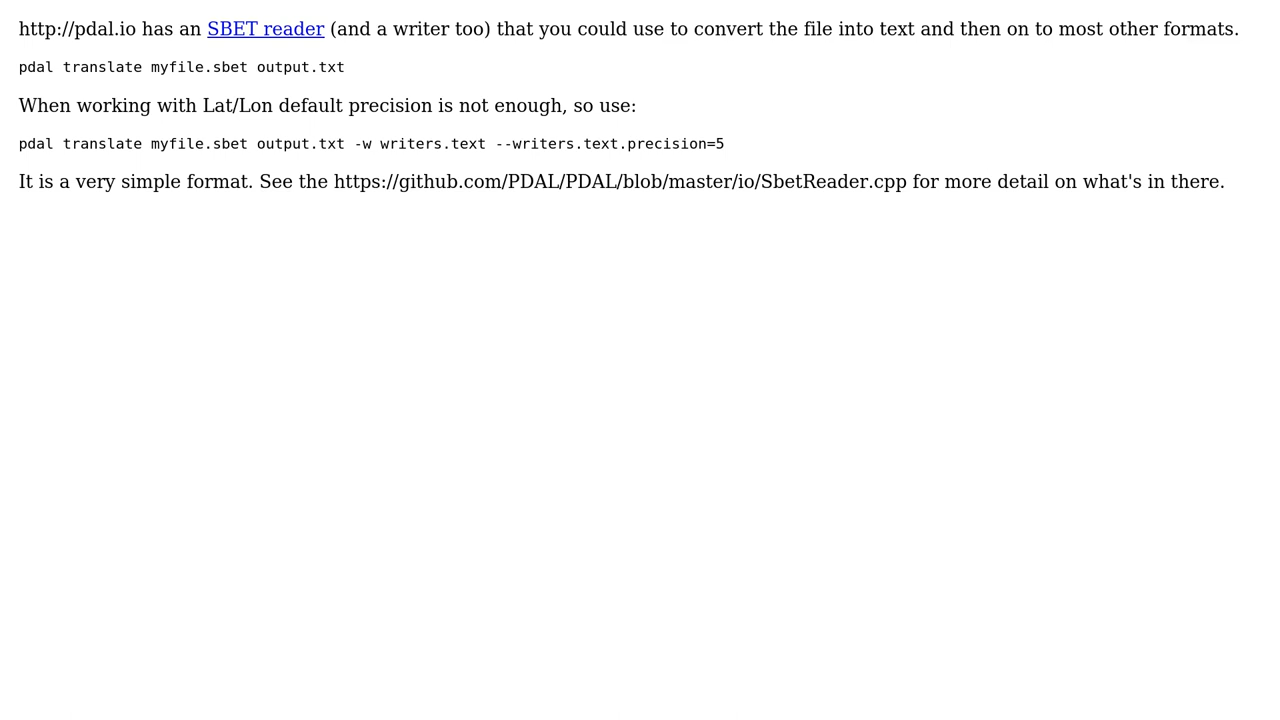 http://pdal.io has an SBET reader (and a writer too) that you could use to convert the file into text and then on to most other formats.
pdal translate myfile.sbet output.txt
When working with Lat/Lon default precision is not enough, so use:
pdal translate myfile.sbet output.txt -w writers.text --writers.text.precision=5
It is a very simple format. See the https://github.com/PDAL/PDAL/blob/master/io/SbetReader.cpp for more detail on what's in there.